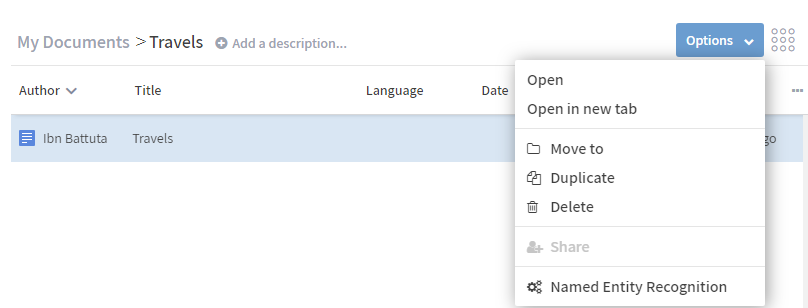 My Documents > Travels Add a description... Options
Author Title Language Date
Ibn Battuta Travels go
Open
Open in new tab
Move to
Duplicate
Delete
Share
Named Entity Recognition